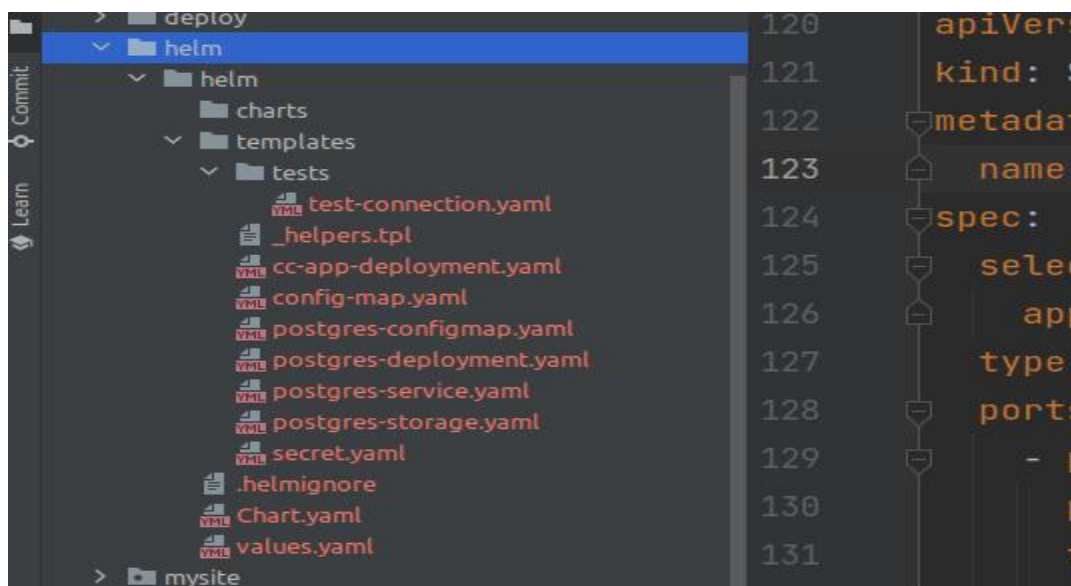 deploy
helm
helm
charts
templates
tests
test-connection.yaml
_helpers.tpl
cc-app-deployment.yaml
config-map.yaml
postgres-configmap.yaml
postgres-deployment.yaml
postgres-service.yaml
postgres-storage.yaml
secret.yaml
.helmignore
Chart.yaml
values.yaml
mysite
Commit
Learn
120 apiVers
121 kind:
122 metadat
123 name
124 spec:
125 selec
126 app
127 type
128 ports
129 -
130
131